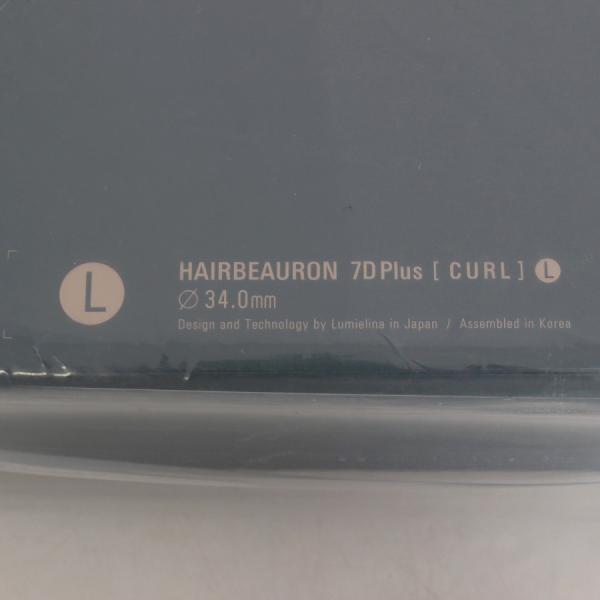 L
HAIRBEAURON 7D Plus [ CURL ] L
Ø 34.0mm
Design and Technology by Lumielina in Japan / Assembled in Korea